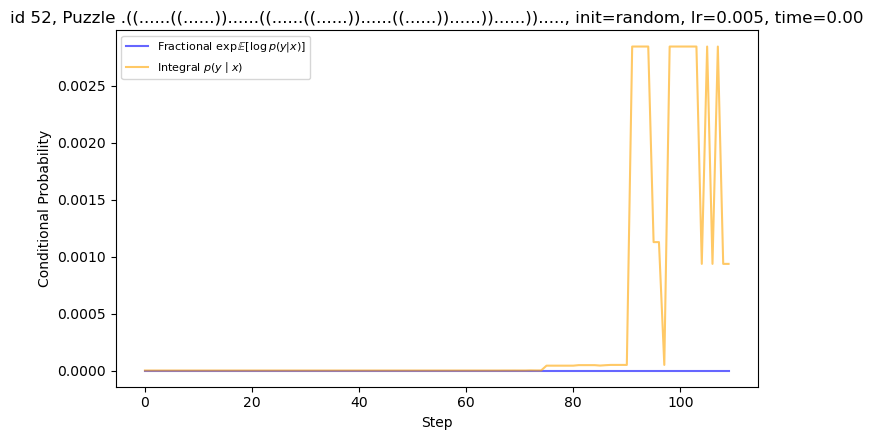 id 52, Puzzle .((......((......))......((......((......))......((......))......))......))....., init=random, lr=0.005, time=0.00
Fractional exp𝔼[log p(y|x)]
Integral p(y | x)
Conditional Probability
0.0025
0.0020
0.0015
0.0010
0.0005
0.0000
0 20 40 60 80 100
Step